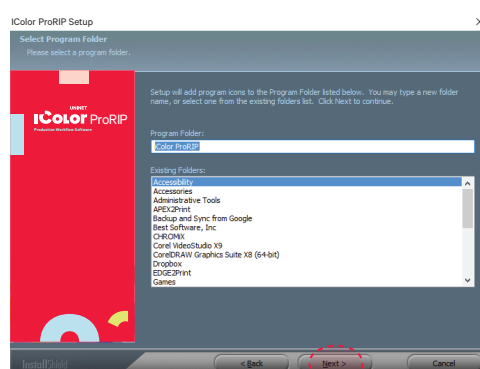 IColor ProRIP Setup
Select Program Folder
Please select a program folder.
Setup will add program icons to the Program Folder listed below. You may type a new folder
name, or select one from the existing folders list. Click Next to continue.
UNINET
IColor ProRIP
Production Workflow Software
Program Folder:
IColor ProRIP
Existing Folders:
Accessibility
Accessories
Administrative Tools
APEX2Print
Backup and Sync from Google
Best Software, Inc
CHROMiX
Corel VideoStudio X9
CorelDRAW Graphics Suite X8 (64-bit)
Dropbox
EDGE2Print
Games
InstallShield
< Back
Next >
Cancel